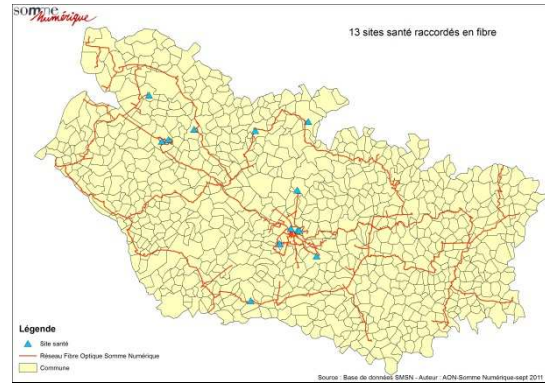 somme
numérique
13 sites santé raccordés en fibre
Légende
Site santé
Réseau Fibre Optique Somme Numérique
Commune
Source : Base de données SMSN - Auteur : AON-Somme Numérique-sept 2011